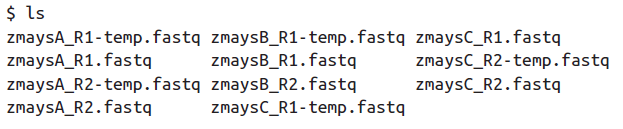 $ ls
zmaysA_R1-temp.fastq zmaysB_R1-temp.fastq zmaysC_R1.fastq
zmaysA_R1.fastq zmaysB_R1.fastq zmaysC_R2-temp.fastq
zmaysA_R2-temp.fastq zmaysB_R2.fastq zmaysC_R2.fastq
zmaysA_R2.fastq zmaysC_R1-temp.fastq